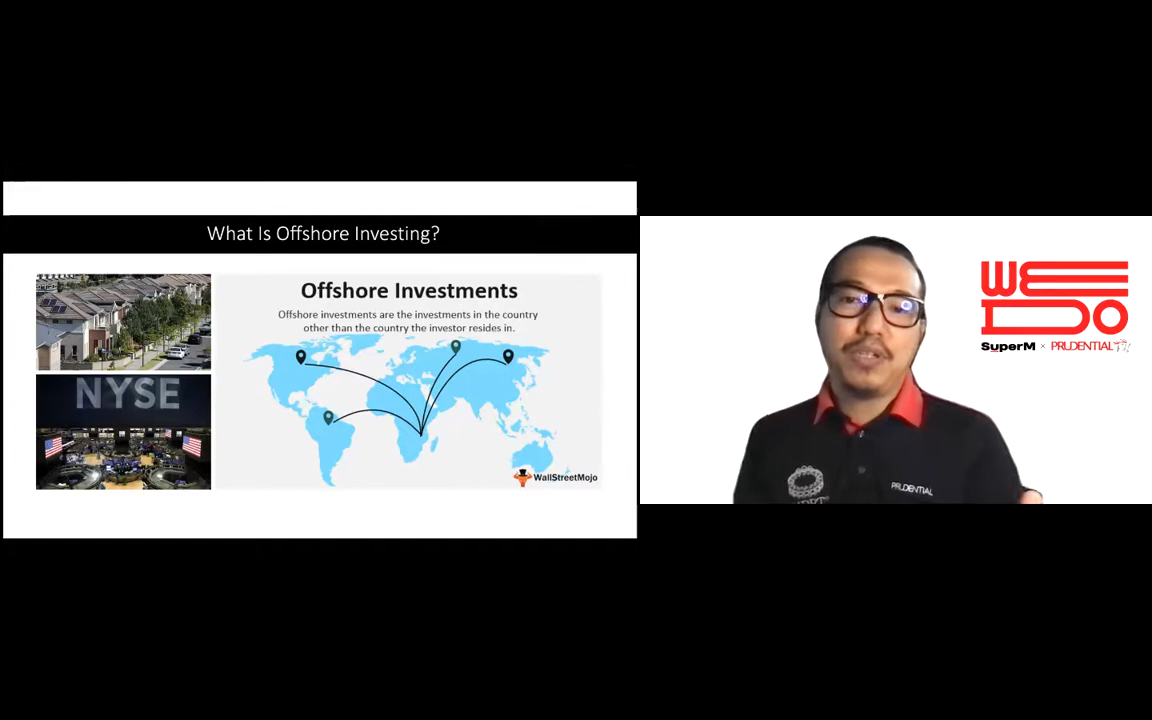 What Is Offshore Investing?
Offshore Investments
Offshore investments are the investments in the country
other than the country the investor resides in.
NYSE
WallStreetMojo
WE
DO
SuperM × PRUDENTIAL
PRUDENTIAL